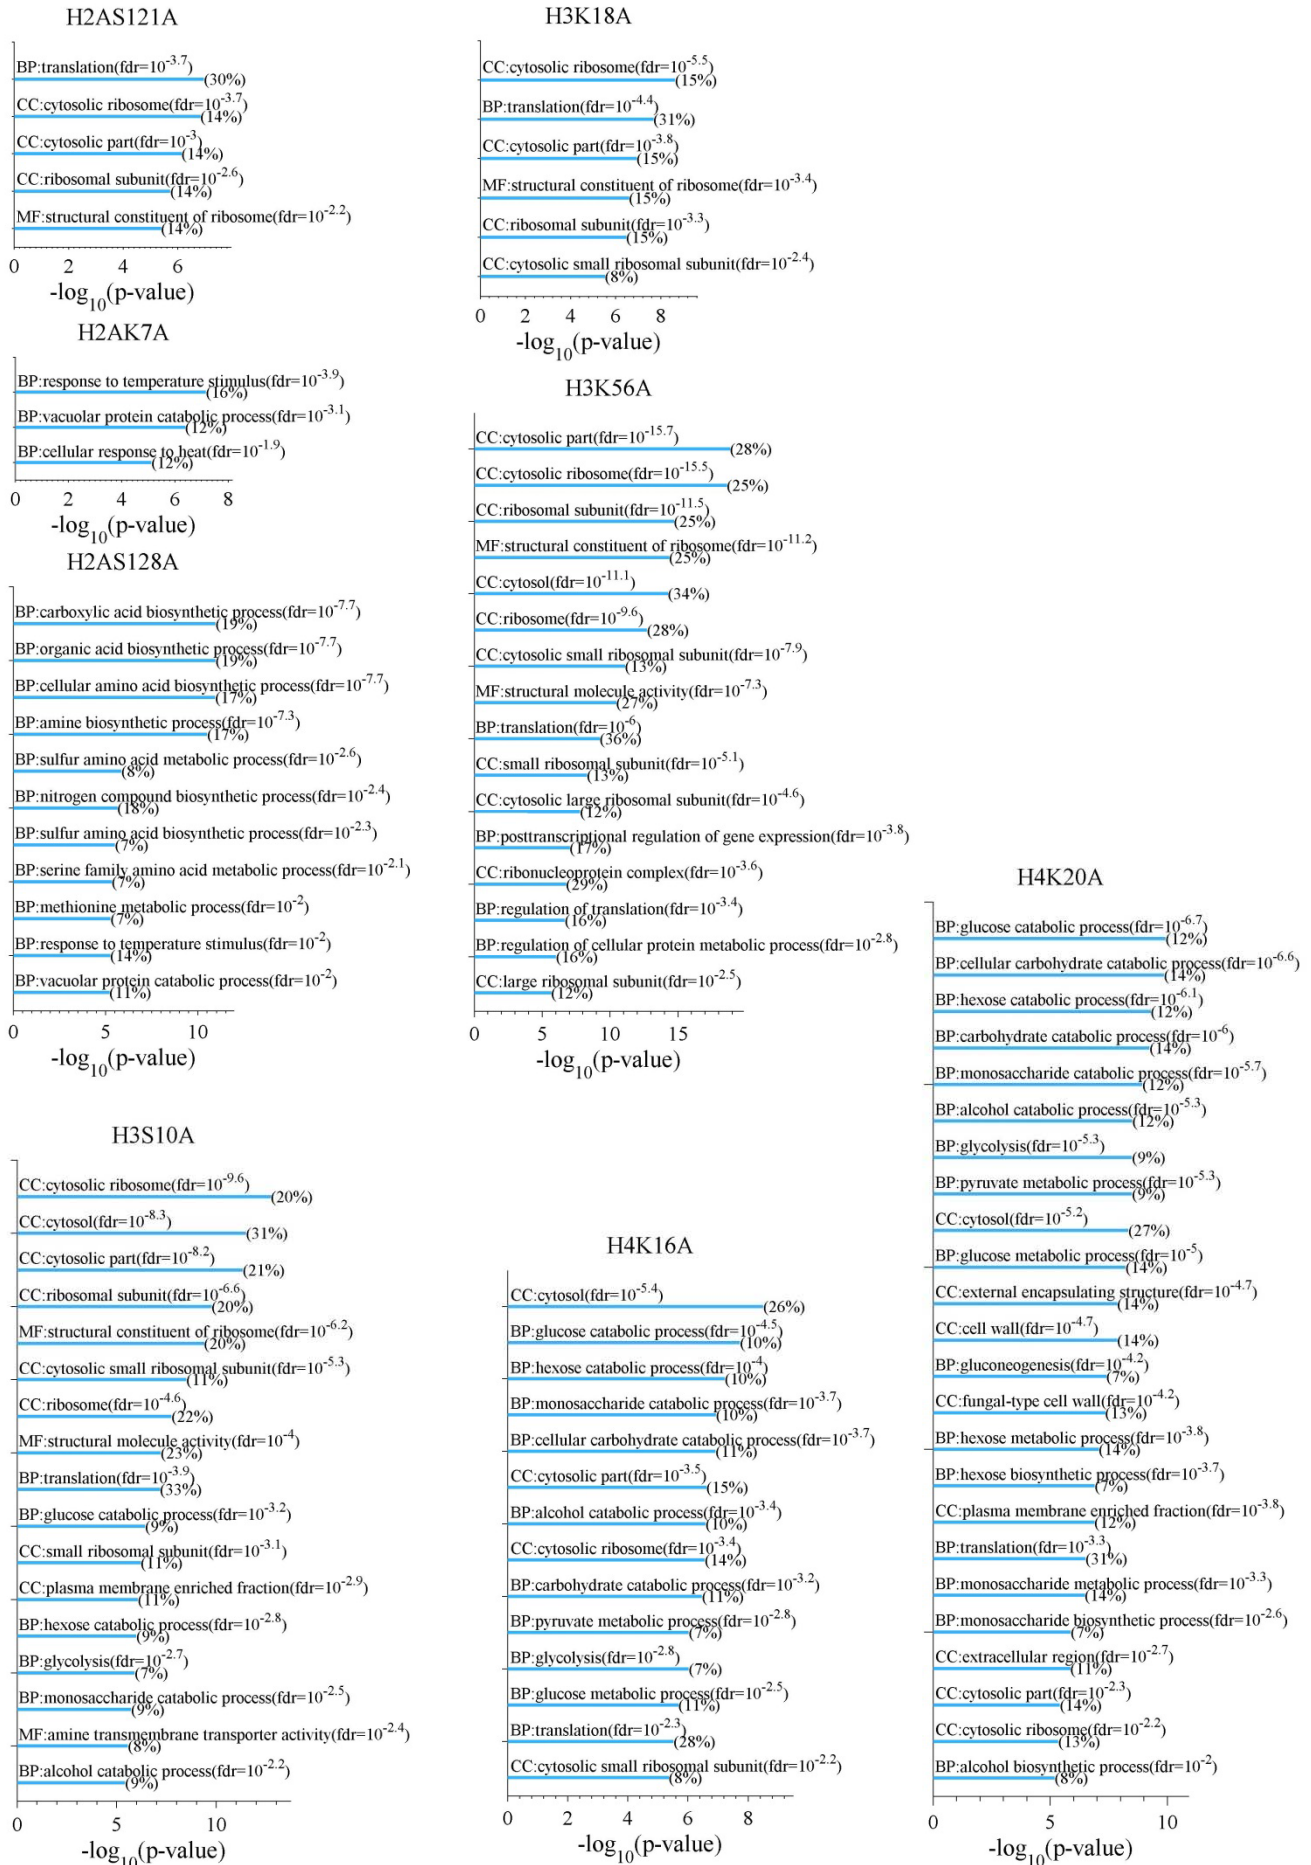 H2AS121A
BP:translation(fdr=10^-3.7)
(30%)
CC:cytosolic ribosome(fdr=10^-3.7)
(14%)
CC:cytosolic part(fdr=10^-3)
(14%)
CC:ribosomal subunit(fdr=10^-2.6)
(14%)
MF:structural constituent of ribosome(fdr=10^-2.2)
(14%)
0 2 4 6
-log10(p-value)
H3K18A
CC:cytosolic ribosome(fdr=10^-5.5)
(15%)
BP:translation(fdr=10^-4.4)
(31%)
CC:cytosolic part(fdr=10^-3.8)
(15%)
MF:structural constituent of ribosome(fdr=10^-3.4)
(15%)
CC:ribosomal subunit(fdr=10^-3.3)
(15%)
CC:cytosolic small ribosomal subunit(fdr=10^-2.4)
(8%)
0 2 4 6 8
-log10(p-value)
H2AK7A
BP:response to temperature stimulus(fdr=10^-3.9)
(16%)
BP:vacuolar protein catabolic process(fdr=10^-3.1)
(12%)
BP:cellular response to heat(fdr=10^-1.9)
(12%)
0 2 4 6 8
-log10(p-value)
H3K56A
CC:cytosolic part(fdr=10^-15.7)
(28%)
CC:cytosolic ribosome(fdr=10^-15.5)
(25%)
CC:ribosomal subunit(fdr=10^-11.5)
(25%)
MF:structural constituent of ribosome(fdr=10^-11.2)
(25%)
CC:cytosol(fdr=10^-11.1)
(34%)
CC:ribosome(fdr=10^-9.6)
(28%)
CC:cytosolic small ribosomal subunit(fdr=10^-7.9)
(13%)
MF:structural molecule activity(fdr=10^-7.3)
(27%)
BP:translation(fdr=10^-6)
(36%)
CC:small ribosomal subunit(fdr=10^-5.1)
(13%)
CC:cytosolic large ribosomal subunit(fdr=10^-4.6)
(12%)
BP:posttranscriptional regulation of gene expression(fdr=10^-3.8)
(17%)
CC:ribonucleoprotein complex(fdr=10^-3.6)
(29%)
BP:regulation of translation(fdr=10^-3.4)
(16%)
BP:regulation of cellular protein metabolic process(fdr=10^-2.8)
(16%)
CC:large ribosomal subunit(fdr=10^-2.5)
(12%)
0 5 10 15
-log10(p-value)
H2AS128A
BP:carboxylic acid biosynthetic process(fdr=10^-7.7)
(19%)
BP:organic acid biosynthetic process(fdr=10^-7.7)
(19%)
BP:cellular amino acid biosynthetic process(fdr=10^-7.7)
(17%)
BP:amine biosynthetic process(fdr=10^-7.3)
(17%)
BP:sulfur amino acid metabolic process(fdr=10^-2.6)
(8%)
BP:nitrogen compound biosynthetic process(fdr=10^-2.4)
(18%)
BP:sulfur amino acid biosynthetic process(fdr=10^-2.3)
(7%)
BP:serine family amino acid metabolic process(fdr=10^-2.1)
(7%)
BP:methionine metabolic process(fdr=10^-2)
(7%)
BP:response to temperature stimulus(fdr=10^-2)
(14%)
BP:vacuolar protein catabolic process(fdr=10^-2)
(11%)
0 5 10
-log10(p-value)
H4K20A
BP:glucose catabolic process(fdr=10^-6.7)
(12%)
BP:cellular carbohydrate catabolic process(fdr=10^-6.6)
(14%)
BP:hexose catabolic process(fdr=10^-6.1)
(12%)
BP:carbohydrate catabolic process(fdr=10^-6)
(14%)
BP:monosaccharide catabolic process(fdr=10^-5.7)
(12%)
BP:alcohol catabolic process(fdr=10^-5.3)
(12%)
BP:glycolysis(fdr=10^-5.3)
(9%)
BP:pyruvate metabolic process(fdr=10^-5.3)
(9%)
CC:cytosol(fdr=10^-5.2)
(27%)
BP:glucose metabolic process(fdr=10^-5)
(14%)
CC:external encapsulating structure(fdr=10^-4.7)
(14%)
CC:cell wall(fdr=10^-4.7)
(14%)
BP:gluconeogenesis(fdr=10^-4.2)
(7%)
CC:fungal-type cell wall(fdr=10^-4.2)
(13%)
BP:hexose metabolic process(fdr=10^-3.8)
(14%)
BP:hexose biosynthetic process(fdr=10^-3.7)
(7%)
CC:plasma membrane enriched fraction(fdr=10^-3.8)
(12%)
BP:translation(fdr=10^-3.3)
(31%)
BP:monosaccharide metabolic process(fdr=10^-3.3)
(14%)
BP:monosaccharide biosynthetic process(fdr=10^-2.6)
(7%)
CC:extracellular region(fdr=10^-2.7)
(11%)
CC:cytosolic part(fdr=10^-2.3)
(14%)
CC:cytosolic ribosome(fdr=10^-2.2)
(13%)
BP:alcohol biosynthetic process(fdr=10^-2)
(8%)
0 5 10
-log10(p-value)
H3S10A
CC:cytosolic ribosome(fdr=10^-9.6)
(20%)
CC:cytosol(fdr=10^-8.3)
(31%)
CC:cytosolic part(fdr=10^-8.2)
(21%)
CC:ribosomal subunit(fdr=10^-6.6)
(20%)
MF:structural constituent of ribosome(fdr=10^-6.2)
(20%)
CC:cytosolic small ribosomal subunit(fdr=10^-5.3)
(11%)
CC:ribosome(fdr=10^-4.6)
(22%)
MF:structural molecule activity(fdr=10^-4)
(23%)
BP:translation(fdr=10^-3.9)
(33%)
BP:glucose catabolic process(fdr=10^-3.2)
(9%)
CC:small ribosomal subunit(fdr=10^-3.1)
(11%)
CC:plasma membrane enriched fraction(fdr=10^-2.9)
(11%)
BP:hexose catabolic process(fdr=10^-2.8)
(9%)
BP:glycolysis(fdr=10^-2.7)
(7%)
BP:monosaccharide catabolic process(fdr=10^-2.5)
(9%)
MF:amine transmembrane transporter activity(fdr=10^-2.4)
(8%)
BP:alcohol catabolic process(fdr=10^-2.2)
(9%)
0 5 10
-log10(p-value)
H4K16A
CC:cytosol(fdr=10^-5.4)
(26%)
BP:glucose catabolic process(fdr=10^-4.5)
(10%)
BP:hexose catabolic process(fdr=10^-4)
(10%)
BP:monosaccharide catabolic process(fdr=10^-3.7)
(10%)
BP:cellular carbohydrate catabolic process(fdr=10^-3.7)
(11%)
CC:cytosolic part(fdr=10^-3.5)
(15%)
BP:alcohol catabolic process(fdr=10^-3.4)
(10%)
CC:cytosolic ribosome(fdr=10^-3.4)
(14%)
BP:carbohydrate catabolic process(fdr=10^-3.2)
(11%)
BP:pyruvate metabolic process(fdr=10^-2.8)
(7%)
BP:glycolysis(fdr=10^-2.8)
(7%)
BP:glucose metabolic process(fdr=10^-2.5)
(11%)
BP:translation(fdr=10^-2.3)
(28%)
CC:cytosolic small ribosomal subunit(fdr=10^-2.2)
(8%)
0 2 4 6 8
-log10(p-value)